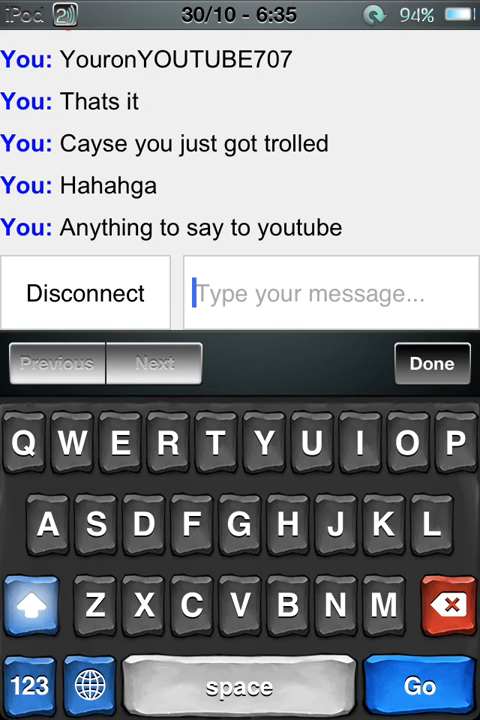 iPod 30/10 - 6:35 94%
You: YouronYOUTUBE707
You: Thats it
You: Cayse you just got trolled
You: Hahahga
You: Anything to say to youtube
Disconnect Type your message...
Previous Next Done
Q W E R T Y U I O P
A S D F G H J K L
Z X C V B N M
123 space Go